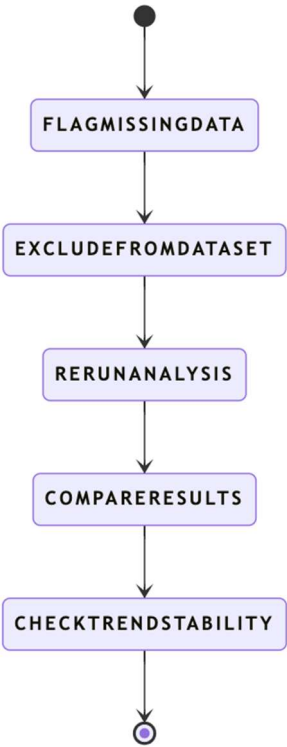 FLAGMISSINGDATA
EXCLUDEFROMDATASET
RERUNANALYSIS
COMPARERESULTS
CHECKTRENDSTABILITY